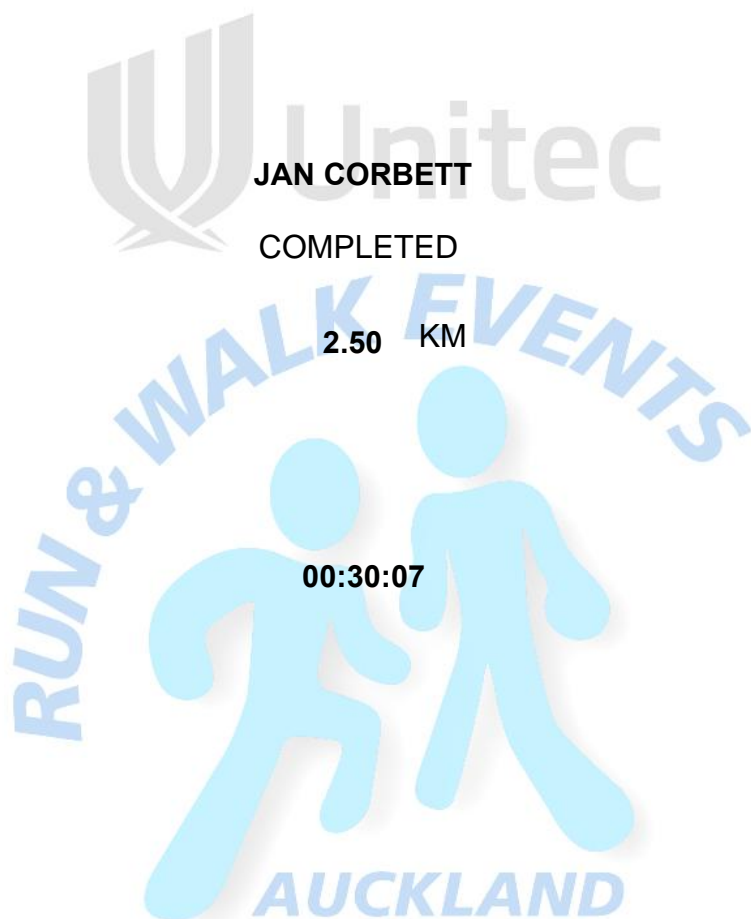 Unitec
JAN CORBETT
COMPLETED
2.50 KM
RUN & WALK EVENTS
00:30:07
AUCKLAND